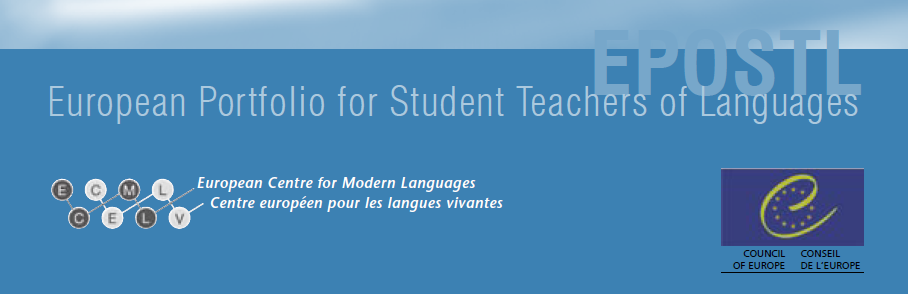 EPOSTL
European Portfolio for Student Teachers of Languages
E C M L
C E L V
European Centre for Modern Languages
Centre européen pour les langues vivantes
COUNCIL OF EUROPE
CONSEIL DE L'EUROPE